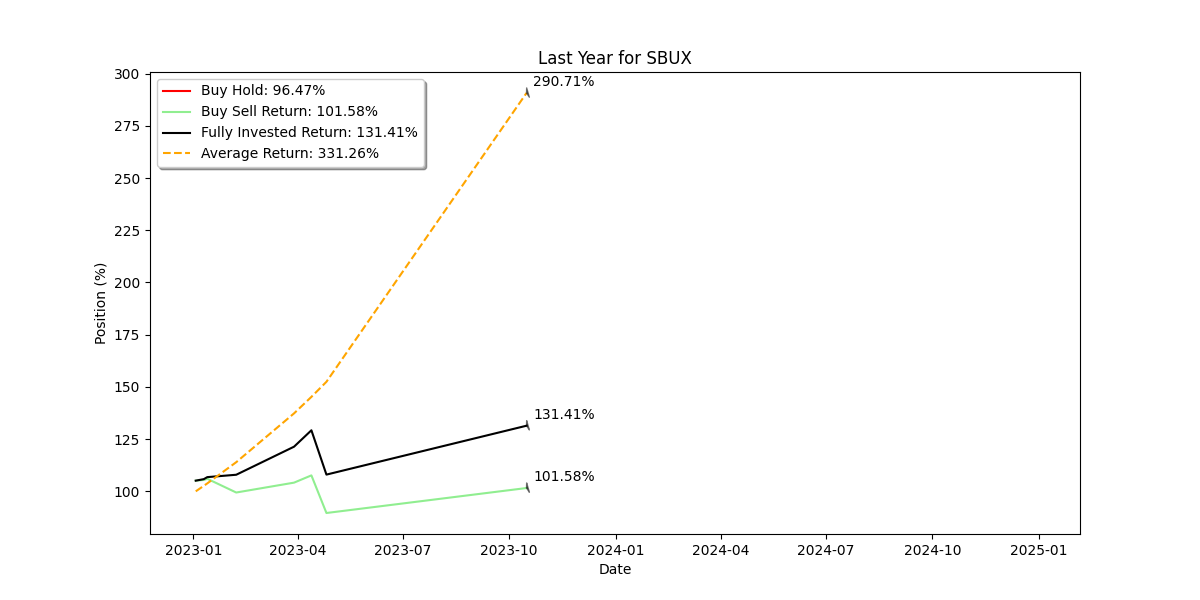 Last Year for SBUX
300
275
250
225
200
175
150
125
100
Position (%)
Buy Hold: 96.47%
Buy Sell Return: 101.58%
Fully Invested Return: 131.41%
Average Return: 331.26%
290.71%
131.41%
101.58%
2023-01 2023-04 2023-07 2023-10 2024-01 2024-04 2024-07 2024-10 2025-01
Date